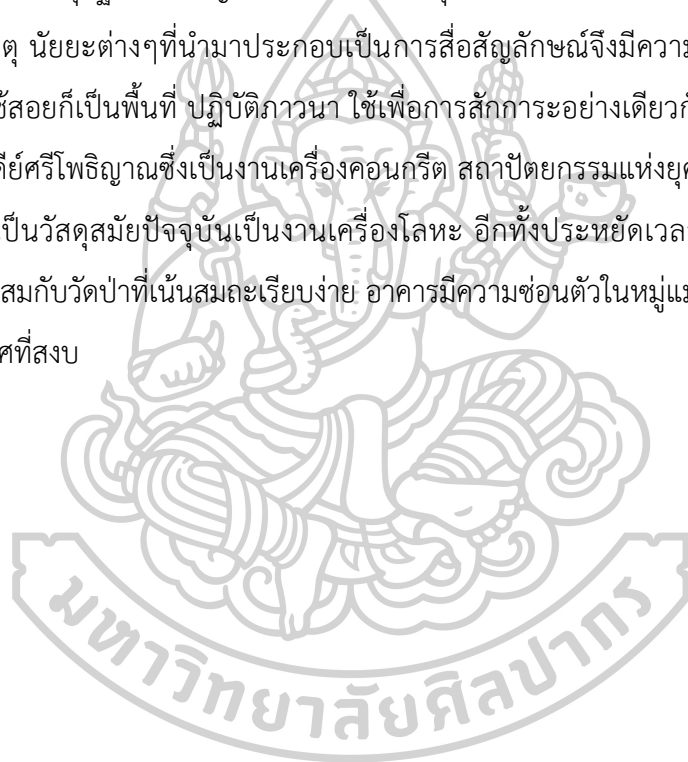 ตุ นัยยะต่างๆที่นำมาประกอบเป็นการสื่อสัญลักษณ์จึงมีความ
ช้สอยก็เป็นพื้นที่ ปฏิบัติภาวนา ใช้เพื่อการสักการะอย่างเดียวกั
ดีย์ศรีโพธิญาณซึ่งเป็นงานเครื่องคอนกรีต สถาปัตยกรรมแห่งยุค
เป็นวัสดุสมัยปัจจุบันเป็นงานเครื่องโลหะ อีกทั้งประหยัดเวลา
สมกับวัดป่าที่เน้นสมถะเรียบง่าย อาคารมีความซ่อนตัวในหมู่แม
ศที่สงบ
มหาวิทยาลัยศิลปากร